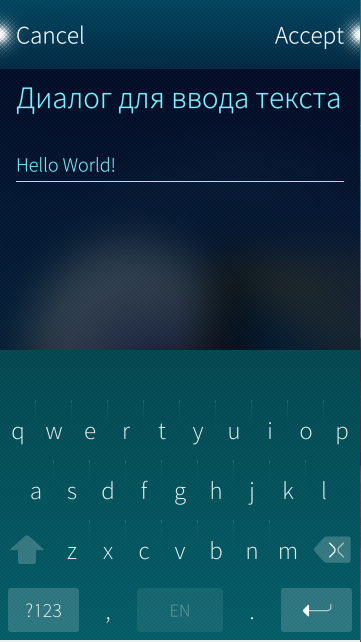 Cancel Accept
Диалог для ввода текста
Hello World!
q w e r t y u i o p
a s d f g h j k l
z x c v b n m
?123 , EN .